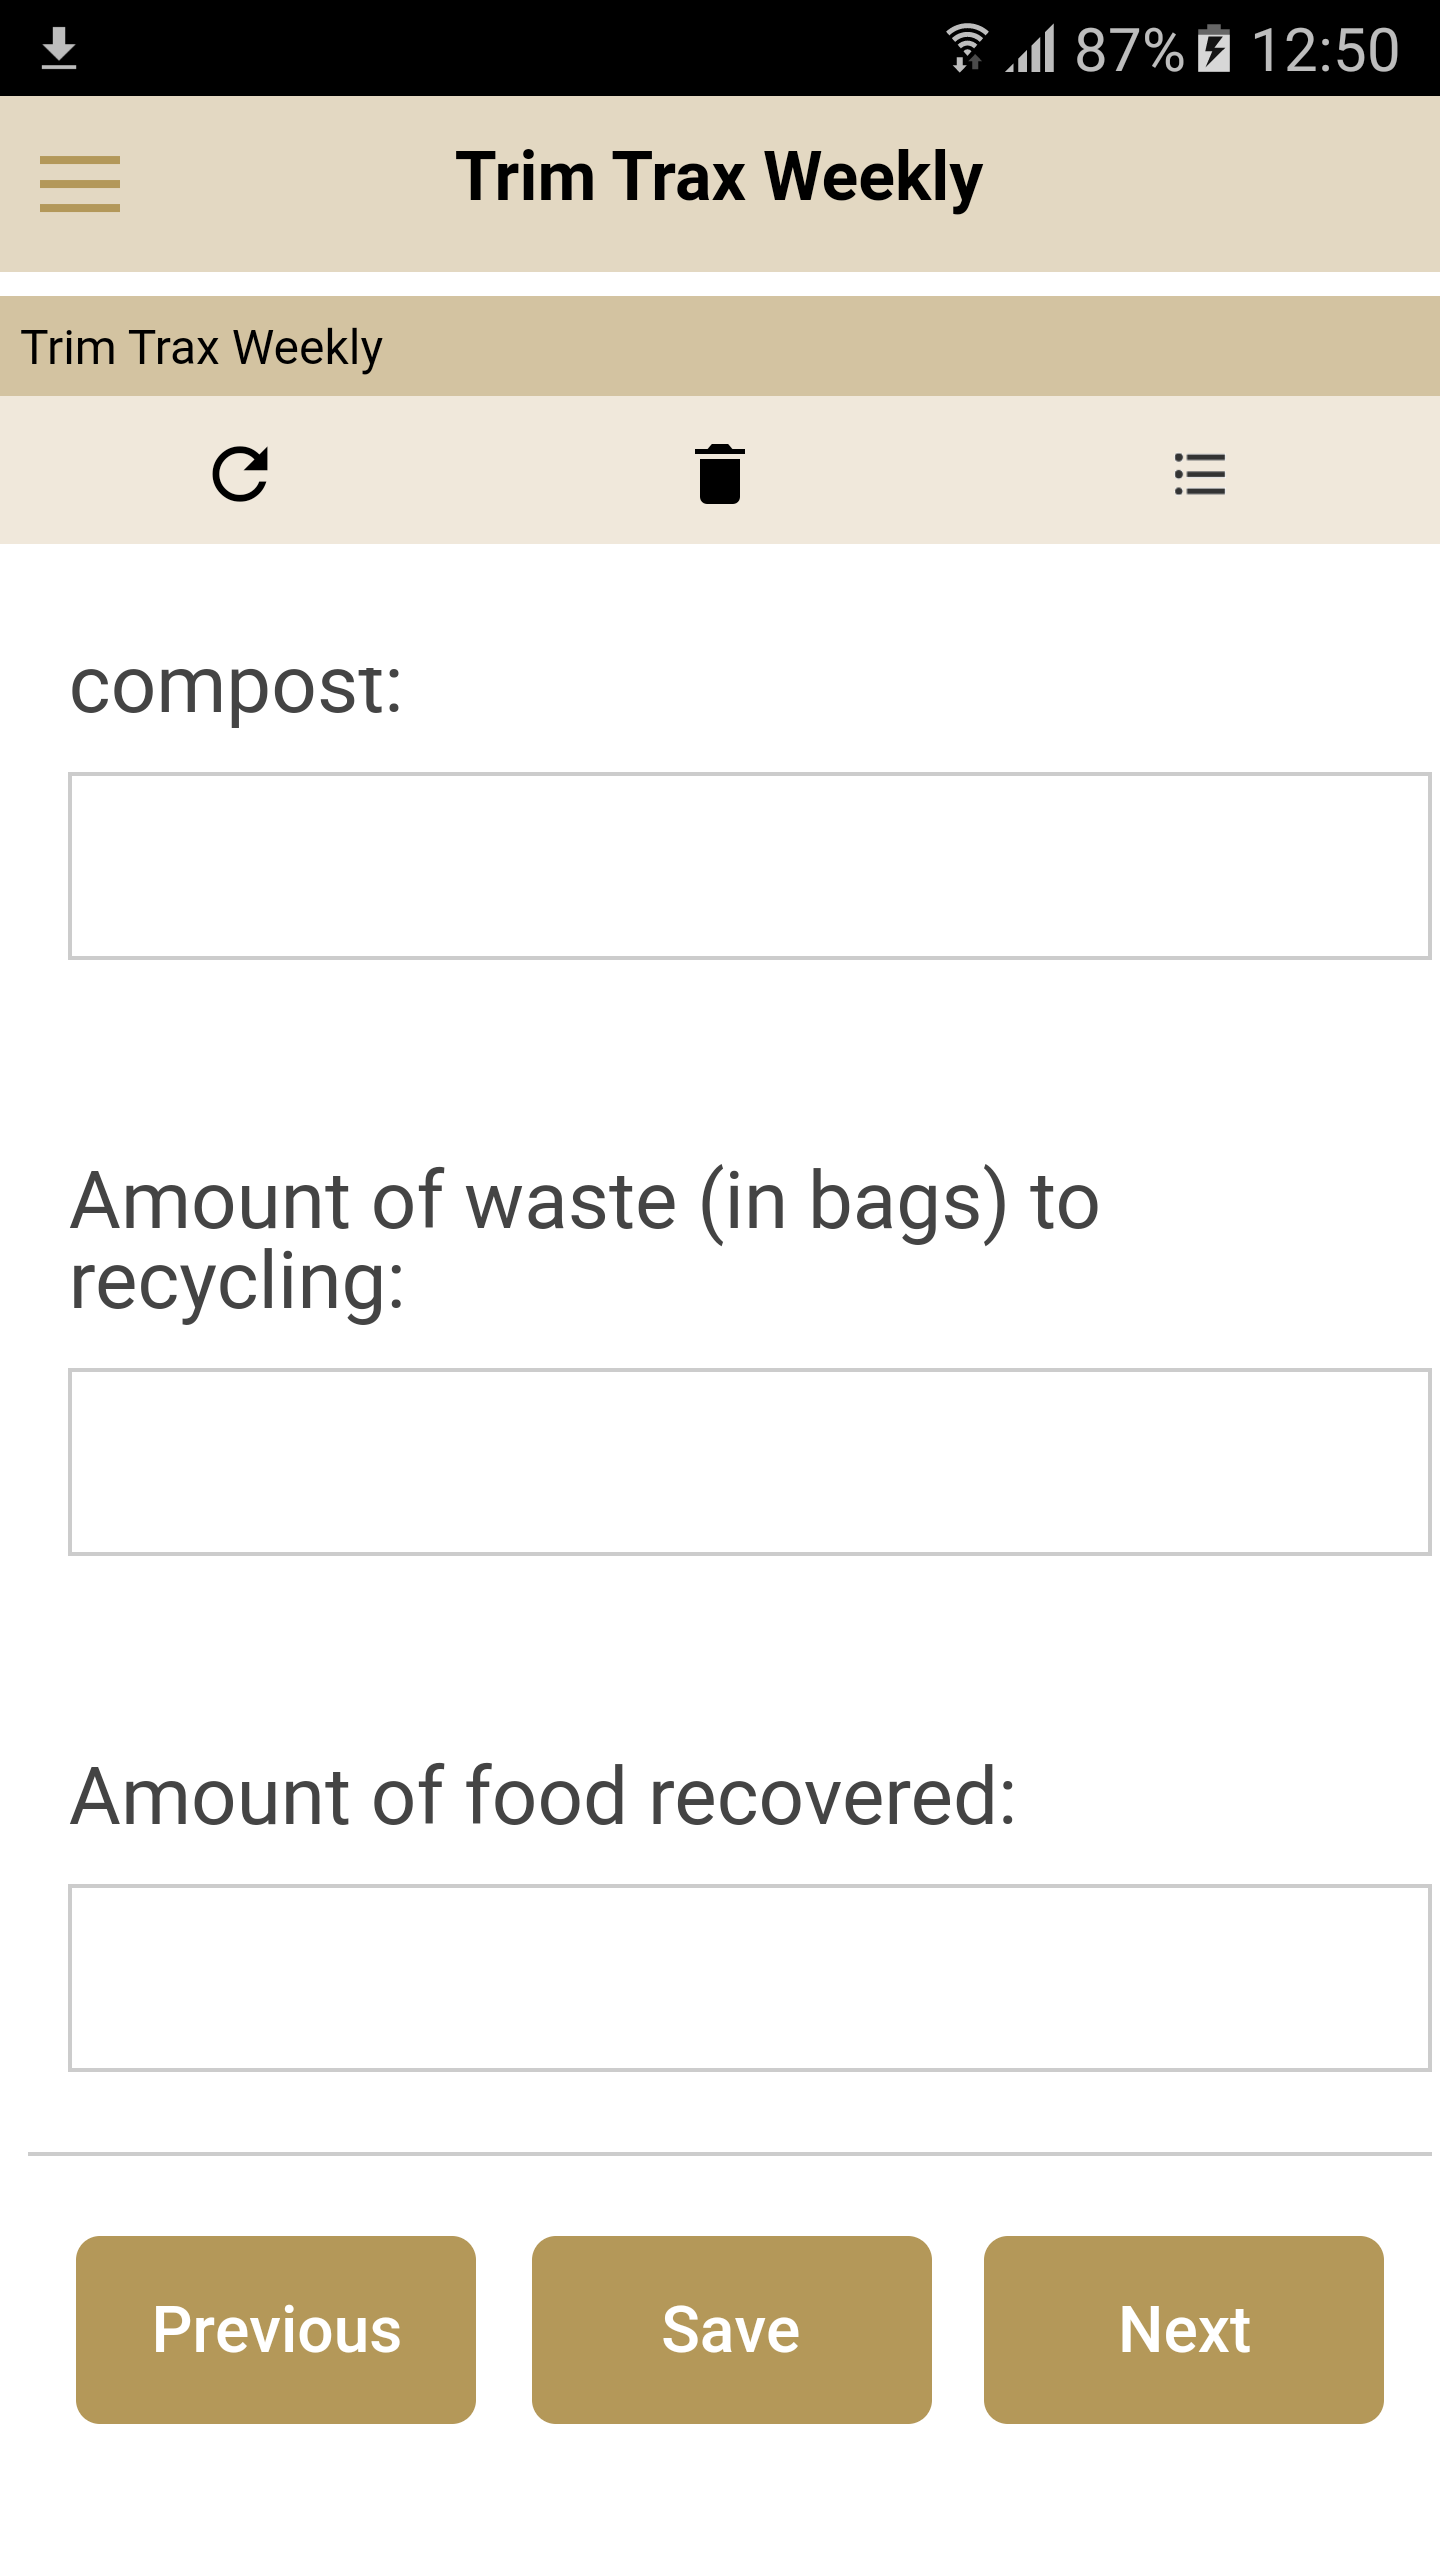 87% 12:50
Trim Trax Weekly
Trim Trax Weekly
compost:
Amount of waste (in bags) to
recycling:
Amount of food recovered:
Previous Save Next